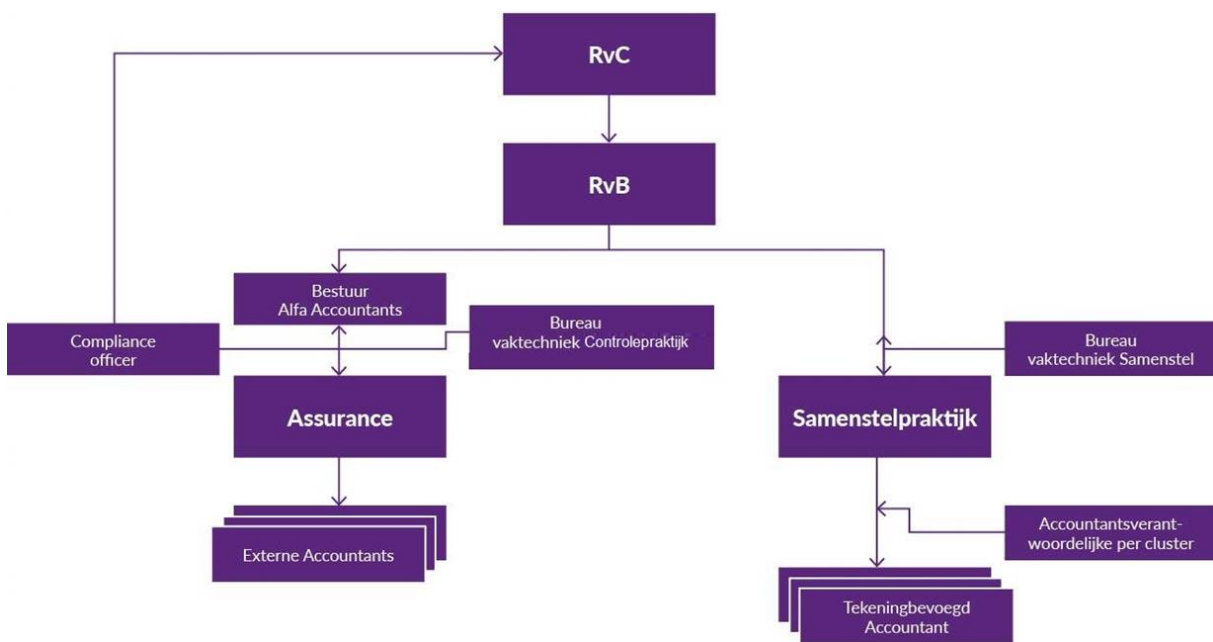 RvC
RvB
Bestuur
Alfa Accountants
Bureau
vaktechniek Controlepraktijk
Compliance
officer
Bureau
vaktechniek Samenstel
Assurance
Samenstelpraktijk
Externe Accountants
Accountantsverant-
woordelijke per cluster
Tekeningbevoegd
Accountant